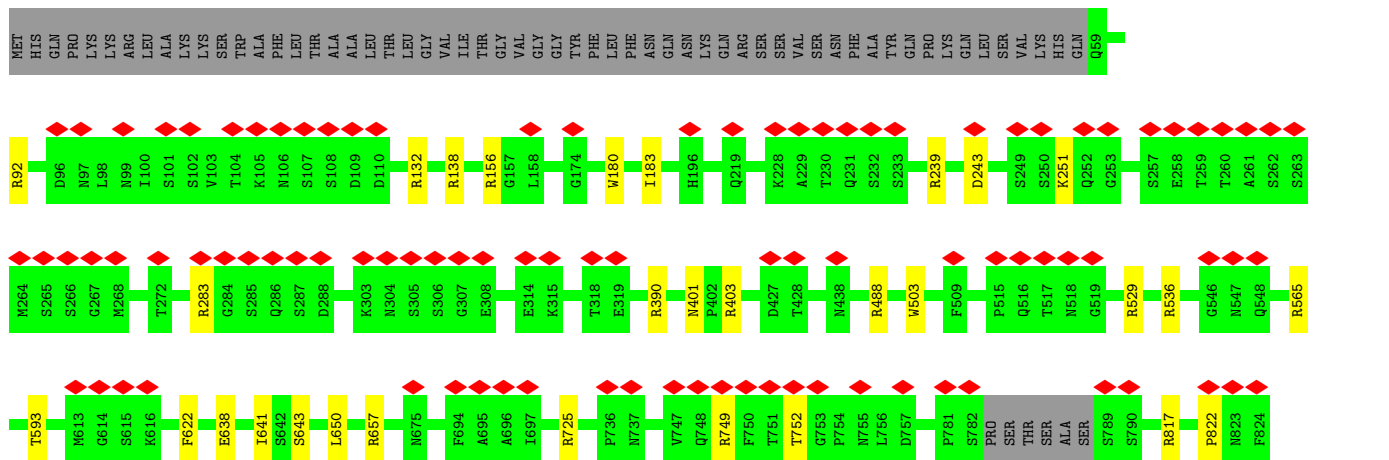 MET HIS GLN PRO LYS LYS ARG LEU ALA LYS LYS SER TRP ALA PHE LEU THR ALA ALA LEU THR LEU GLY VAL ILE THR GLY VAL GLY GLY TYR PHE LEU PHE ASN GLN ASN LYS GLN ARG SER SER VAL SER ASN PHE ALA TYR GLN PRO LYS GLN LEU SER VAL LYS HIS GLN Q59
R92 D96 N97 L98 N99 I100 S101 S102 V103 T104 K105 N106 S107 S108 D109 D110 R132 R138 R156 G157 L158 G174 W180 I183 H196 Q219 K228 A229 T230 Q231 S232 S233 R239 D243 S249 S250 K251 Q252 G253 S257 E258 T259 T260 A261 S262 S263
M264 S265 S266 G267 M268 T272 R283 G284 S285 Q286 S287 D288 K303 N304 S305 S306 G307 E308 E314 K315 T318 E319 R390 N401 P402 R403 D427 T428 N438 R488 W503 F509 P515 Q516 T517 N518 G519 R529 R536 G546 N547 Q548 R565
T593 M613 G614 S615 K616 F622 E638 I641 S642 S643 L650 R657 N675 F694 A695 A696 I697 R725 P736 N737 V747 Q748 R749 F750 T751 T752 G753 P754 N755 L756 D757 P781 S782 PRO SER THR SER ALA SER S789 S790 R817 P822 N823 F824